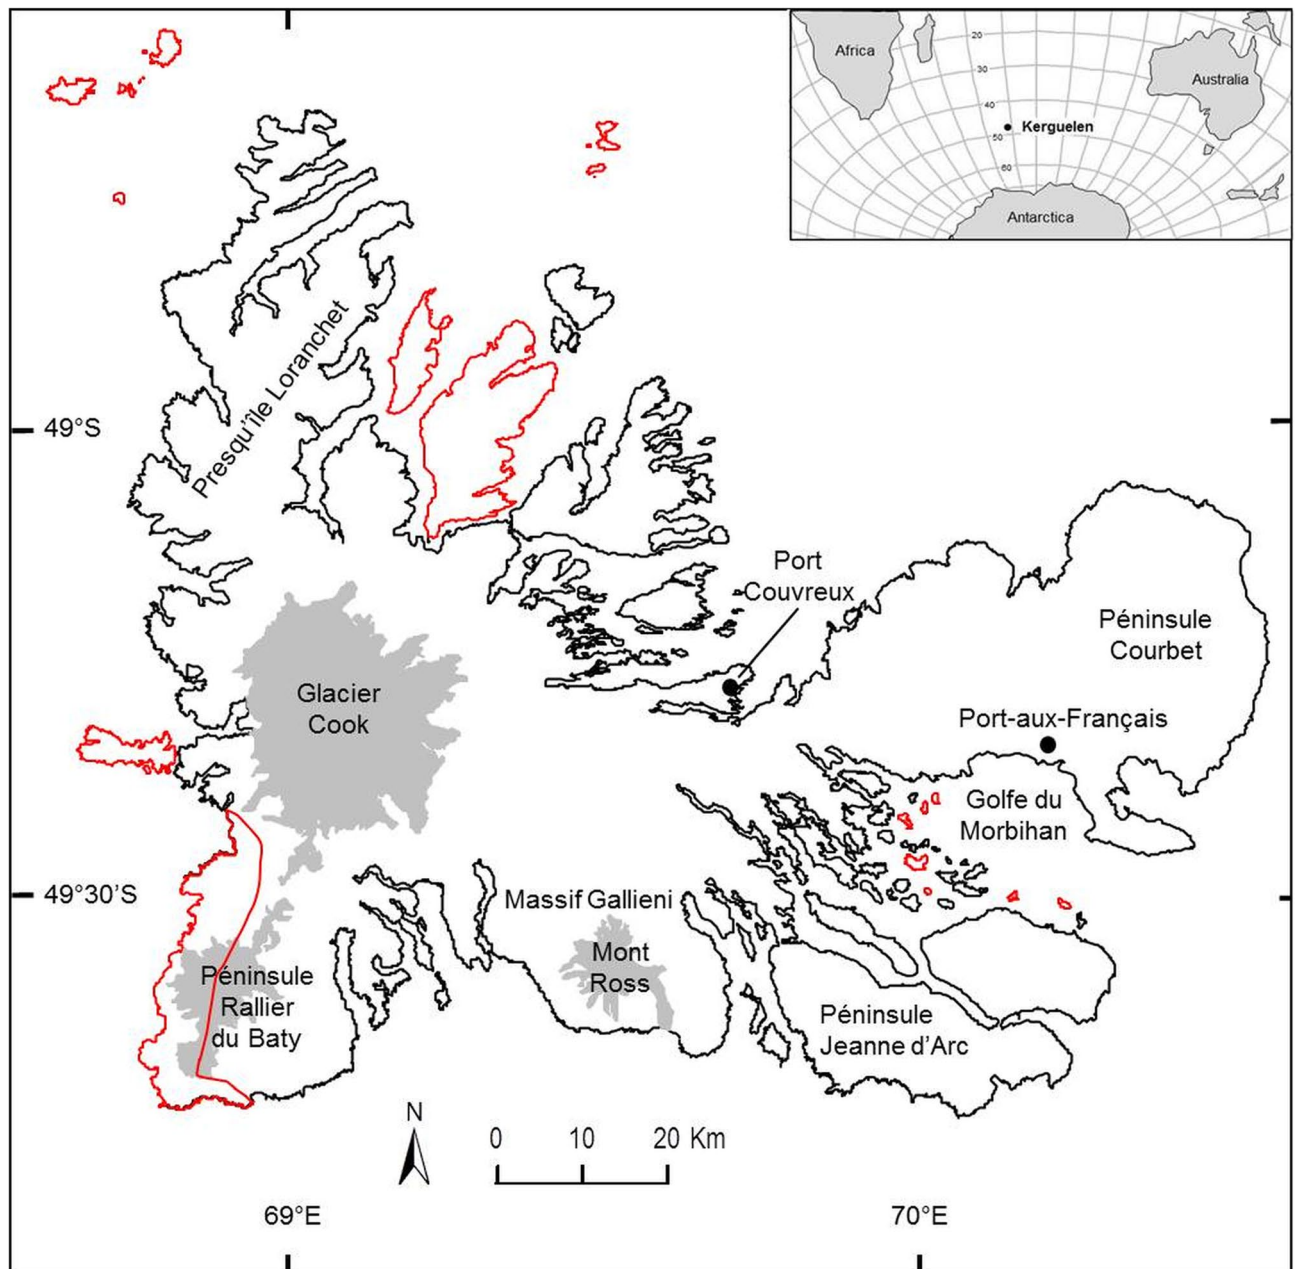 20
Africa
Australia
30
40
Kerguelen
50
60
Antarctica
Presqu'île Loranchet
49°S
Port
Couvreux
Péninsule
Courbet
Glacier
Cook
Port-aux-Français
Golfe du
Morbihan
49°30'S
Massif Gallieni
Mont
Ross
Péninsule
Rallier
du Baty
Péninsule
Jeanne d'Arc
N
0 10 20 Km
69°E
70°E